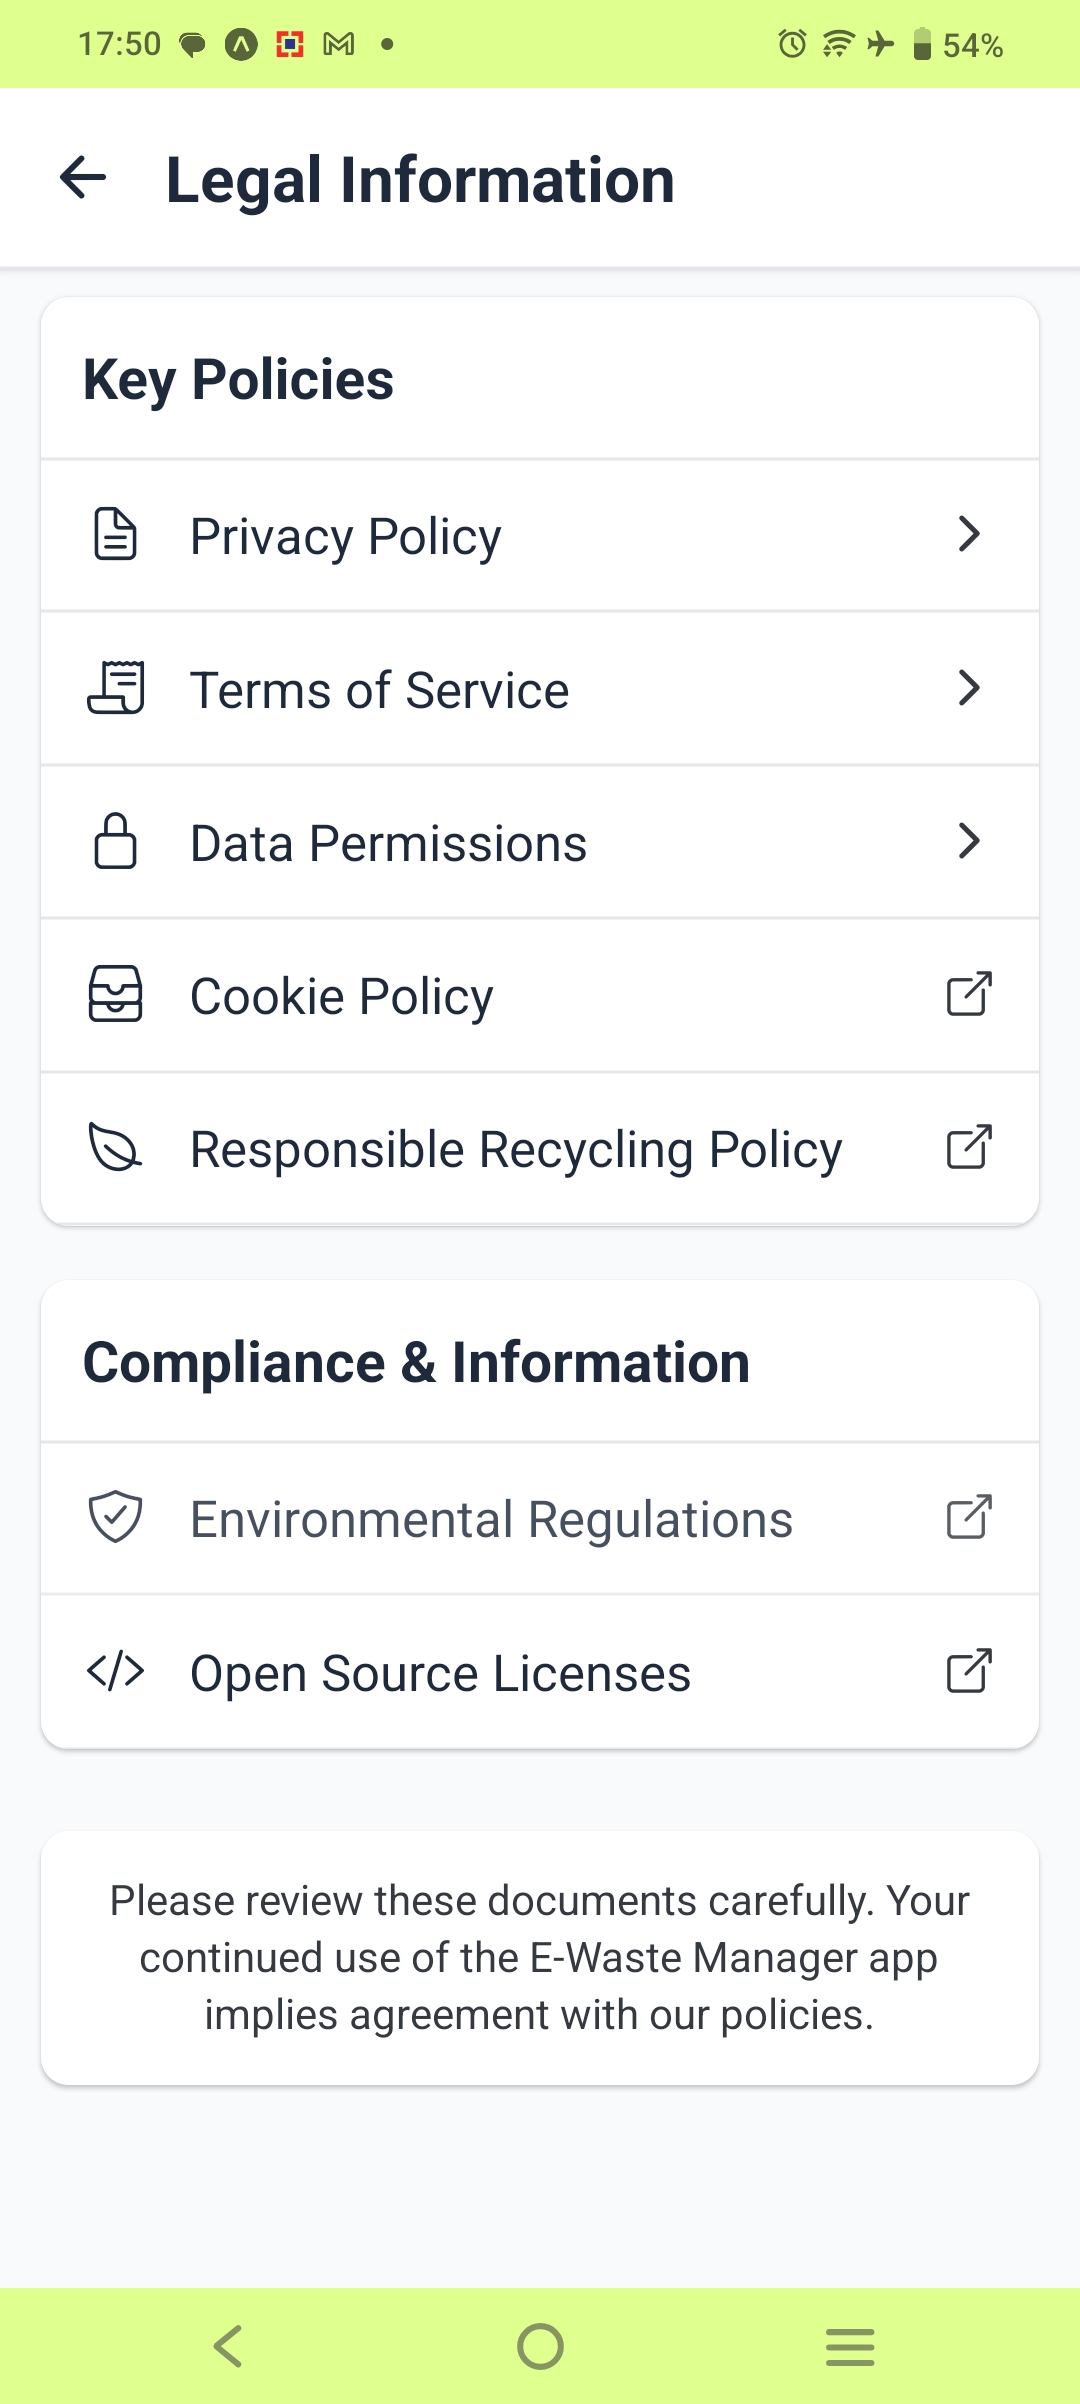 17:50
54%
Legal Information
Key Policies
Privacy Policy
Terms of Service
Data Permissions
Cookie Policy
Responsible Recycling Policy
Compliance & Information
Environmental Regulations
Open Source Licenses
Please review these documents carefully. Your
continued use of the E-Waste Manager app
implies agreement with our policies.